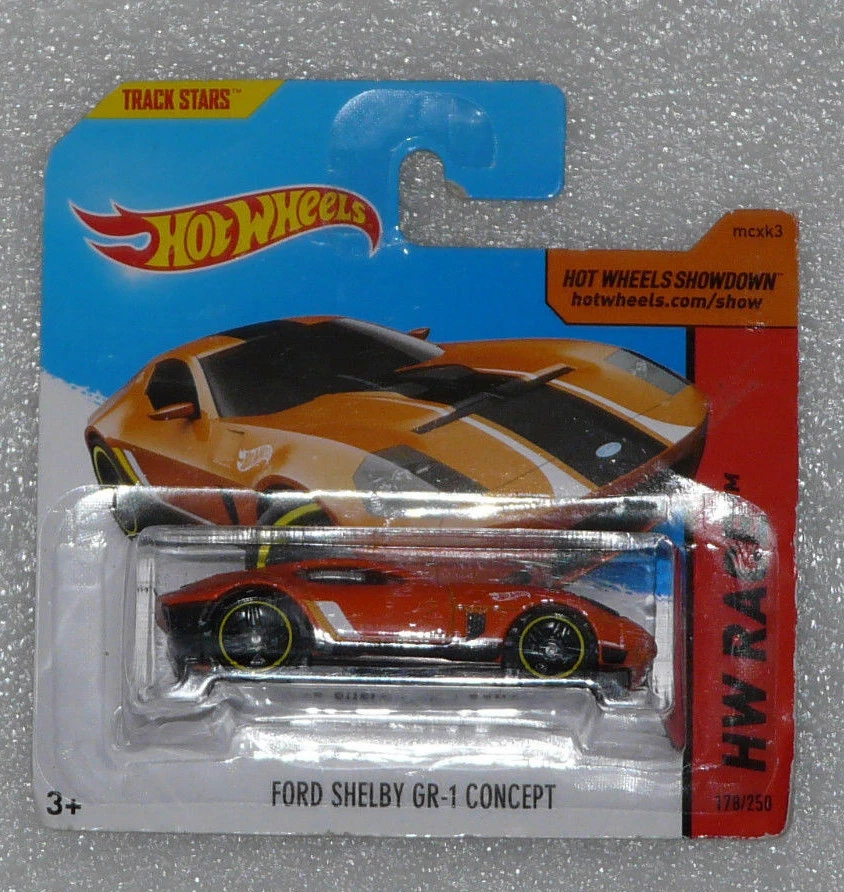 TRACK STARS™
HOT WHEELS
mcxk3
HOT WHEELS SHOWDOWN™
hotwheels.com/show
HW RACE™
FORD SHELBY GR-1 CONCEPT
3+
178/250